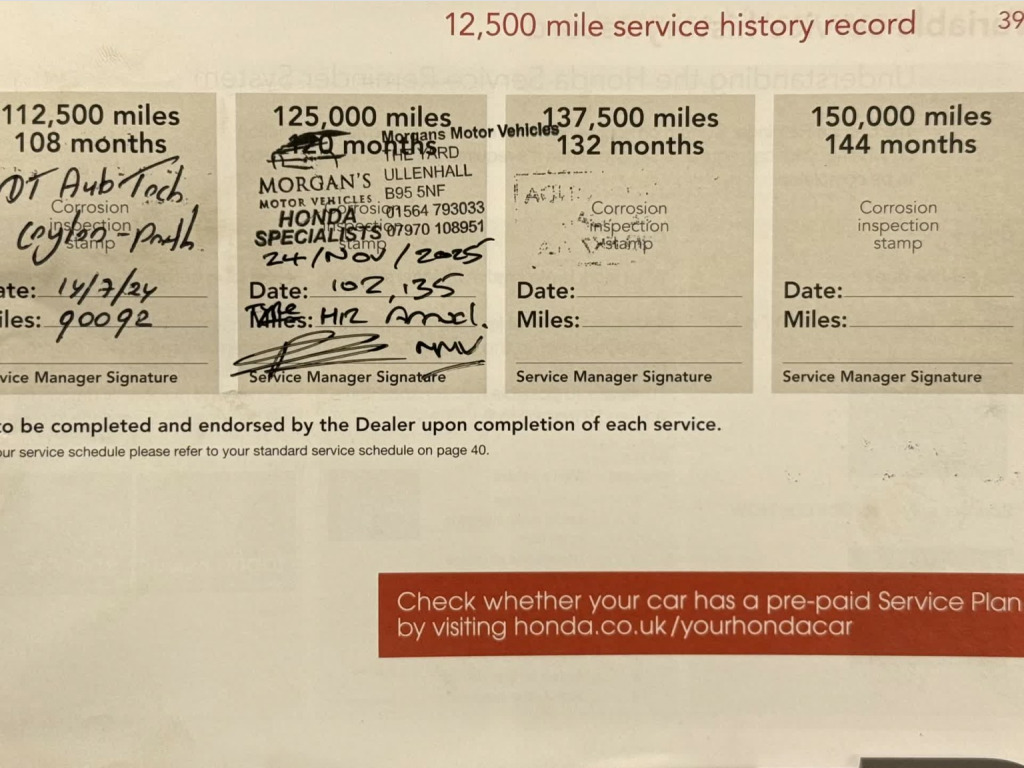 12,500 mile service history record
39
112,500 miles
108 months
DT
Corrosion
inspection
stamp
ate: 14/7/24
iles: 90092
vice Manager Signature
125,000 miles
120 months
Morgans Motor Vehicles
THE YARD
ULLENHALL
B95 5NF
01564 793033
07970 108951
MORGAN'S
MOTOR VEHICLES
HONDA
SPECIALISTS
Corrosion
inspection
stamp
24/NOV/2025
Date: 102,135
Miles:
MMV
Service Manager Signature
137,500 miles
132 months
Corrosion
inspection
stamp
Date:
Miles:
Service Manager Signature
150,000 miles
144 months
Corrosion
inspection
stamp
Date:
Miles:
Service Manager Signature
to be completed and endorsed by the Dealer upon completion of each service.
our service schedule please refer to your standard service schedule on page 40.
Check whether your car has a pre-paid Service Plan
by visiting honda.co.uk/yourhondacar